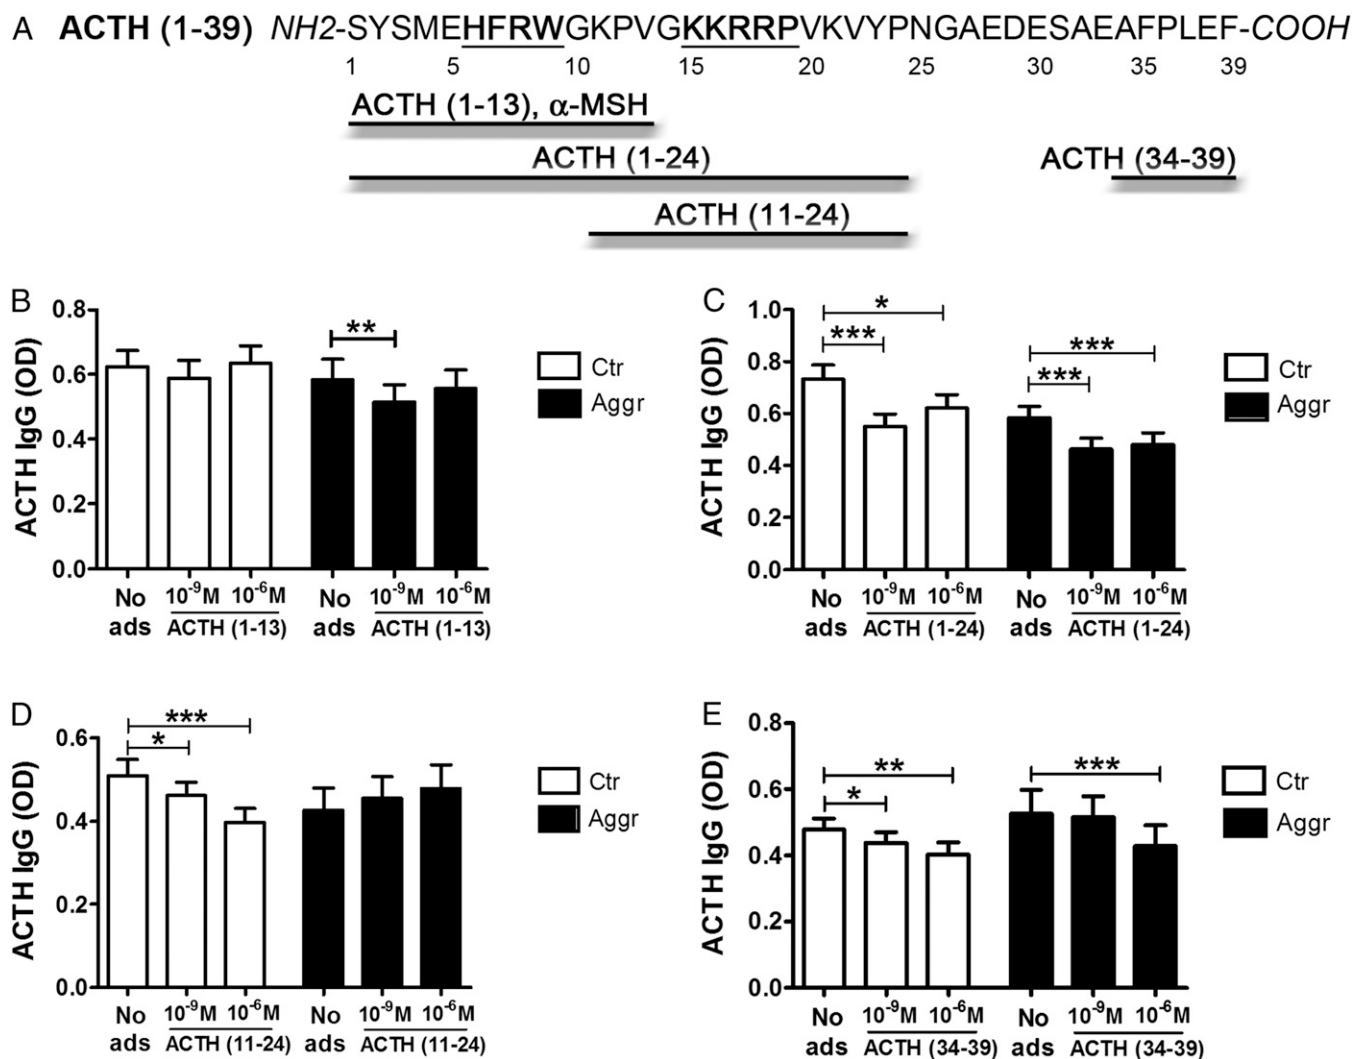 A ACTH (1-39) NH2-SYSMEHFRWGKPVGKKRRPVKVYPNGAEDESAEAFPLEF-COOH
1 5 10 15 20 25 30 35 39
ACTH (1-13), α-MSH
ACTH (1-24) ACTH (34-39)
ACTH (11-24)
B
ACTH IgG (OD)
0.8
0.6
0.4
0.2
0.0
**
Ctr
Aggr
No ads 10⁻⁹M 10⁻⁶M No ads 10⁻⁹M 10⁻⁶M
ACTH (1-13) ACTH (1-13)
C
ACTH IgG (OD)
1.0
0.8
0.6
0.4
0.2
0.0
*
*** ***
***
Ctr
Aggr
No ads 10⁻⁹M 10⁻⁶M No ads 10⁻⁹M 10⁻⁶M
ACTH (1-24) ACTH (1-24)
D
ACTH IgG (OD)
0.6
0.4
0.2
0.0
***
*
Ctr
Aggr
No ads 10⁻⁹M 10⁻⁶M No ads 10⁻⁹M 10⁻⁶M
ACTH (11-24) ACTH (11-24)
E
ACTH IgG (OD)
0.8
0.6
0.4
0.2
0.0
** ***
*
Ctr
Aggr
No ads 10⁻⁹M 10⁻⁶M No ads 10⁻⁹M 10⁻⁶M
ACTH (34-39) ACTH (34-39)